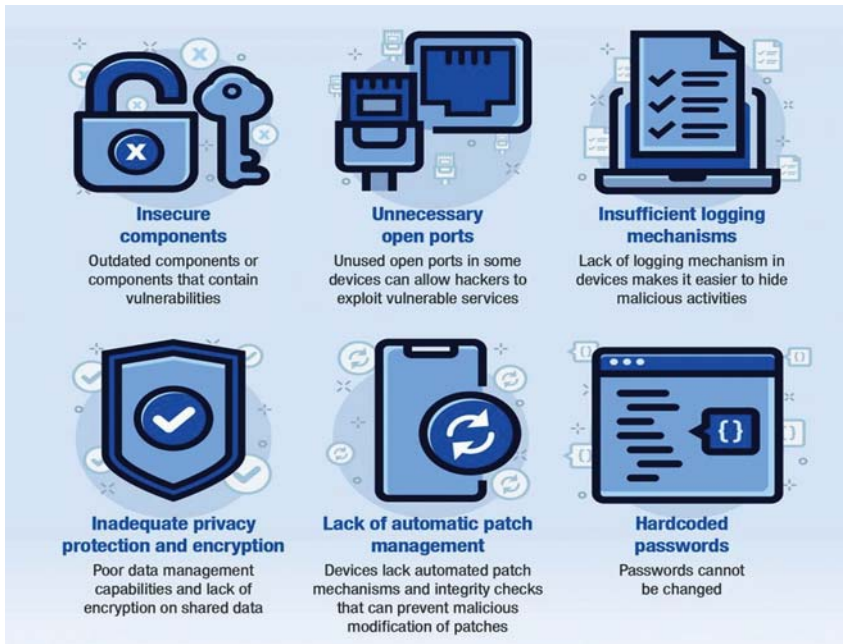 Insecure
components
Outdated components or
components that contain
vulnerabilities
Unnecessary
open ports
Unused open ports in some
devices can allow hackers to
exploit vulnerable services
Insufficient logging
mechanisms
Lack of logging mechanism in
devices makes it easier to hide
malicious activities
Inadequate privacy
protection and encryption
Poor data management
capabilities and lack of
encryption on shared data
Lack of automatic patch
management
Devices lack automated patch
mechanisms and integrity checks
that can prevent malicious
modification of patches
Hardcoded
passwords
Passwords cannot
be changed